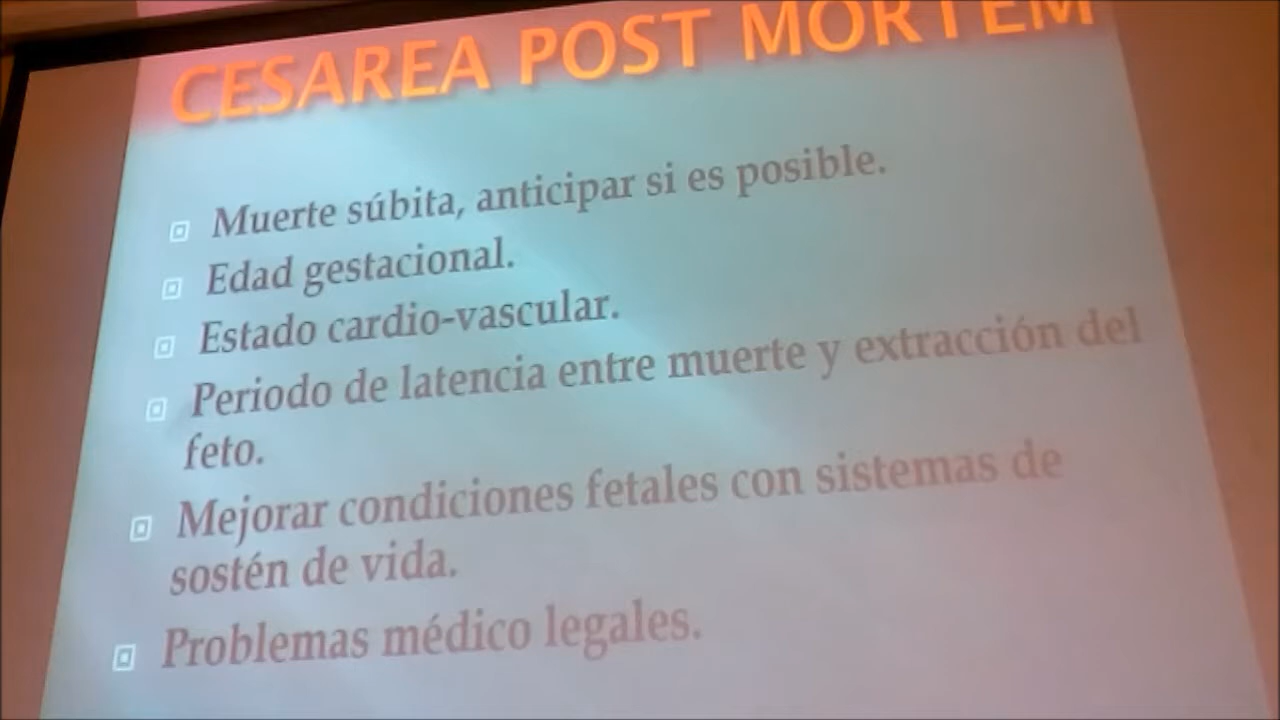 CESAREA POST MORTEM
Muerte súbita, anticipar si es posible.
Edad gestacional.
Estado cardio-vascular.
Periodo de latencia entre muerte y extracción del
feto.
Mejorar condiciones fetales con sistemas de
sostén de vida.
Problemas médico legales.